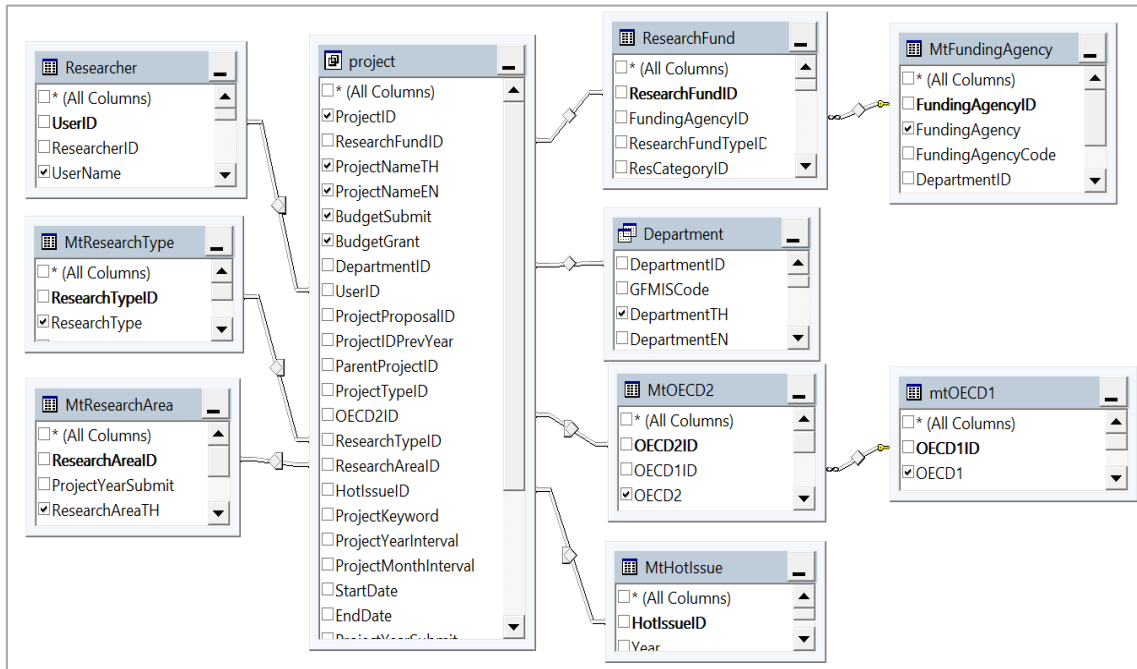 Researcher
* (All Columns)
UserID
ResearcherID
UserName
MtResearchType
* (All Columns)
ResearchTypeID
ResearchType
MtResearchArea
* (All Columns)
ResearchAreaID
ProjectYearSubmit
ResearchAreaTH
project
* (All Columns)
ProjectID
ResearchFundID
ProjectNameTH
ProjectNameEN
BudgetSubmit
BudgetGrant
DepartmentID
UserID
ProjectProposalID
ProjectIDPrevYear
ParentProjectID
ProjectTypeID
OECD2ID
ResearchTypeID
ResearchAreaID
HotIssueID
ProjectKeyword
ProjectYearInterval
ProjectMonthInterval
StartDate
EndDate
ProjectYearSubmit
ResearchFund
* (All Columns)
ResearchFundID
FundingAgencyID
ResearchFundTypeID
ResCategoryID
Department
DepartmentID
GFMISCode
DepartmentTH
DepartmentEN
MtOECD2
* (All Columns)
OECD2ID
OECD1ID
OECD2
MtHotIssue
* (All Columns)
HotIssueID
Year
MtFundingAgency
* (All Columns)
FundingAgencyID
FundingAgency
FundingAgencyCode
DepartmentID
mtOECD1
* (All Columns)
OECD1ID
OECD1